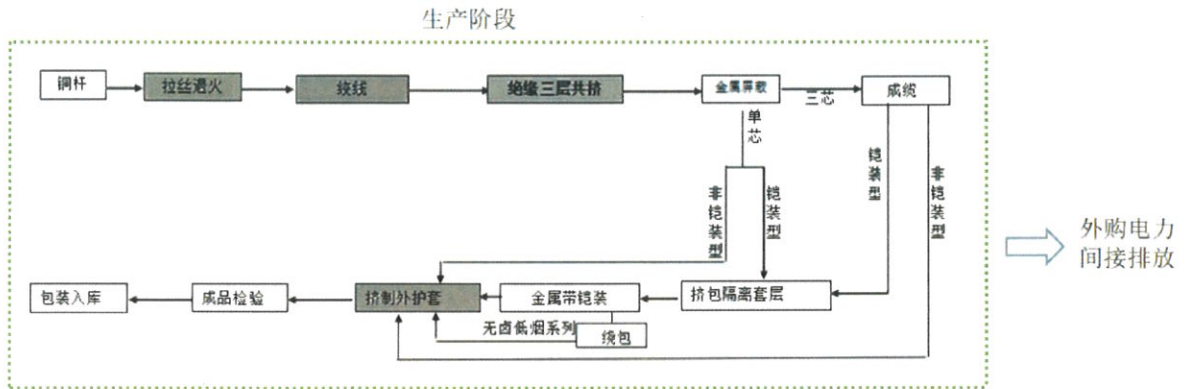 生产阶段
铜杆
拉丝退火
绞线
绝缘三层共挤
金属屏蔽
三芯
成缆
单芯
铠装型
非铠装型
非铠装型
铠装型
外购电力
间接排放
包装入库
成品检验
挤制外护套
金属带铠装
挤包隔离套层
无卤低烟系列
绕包